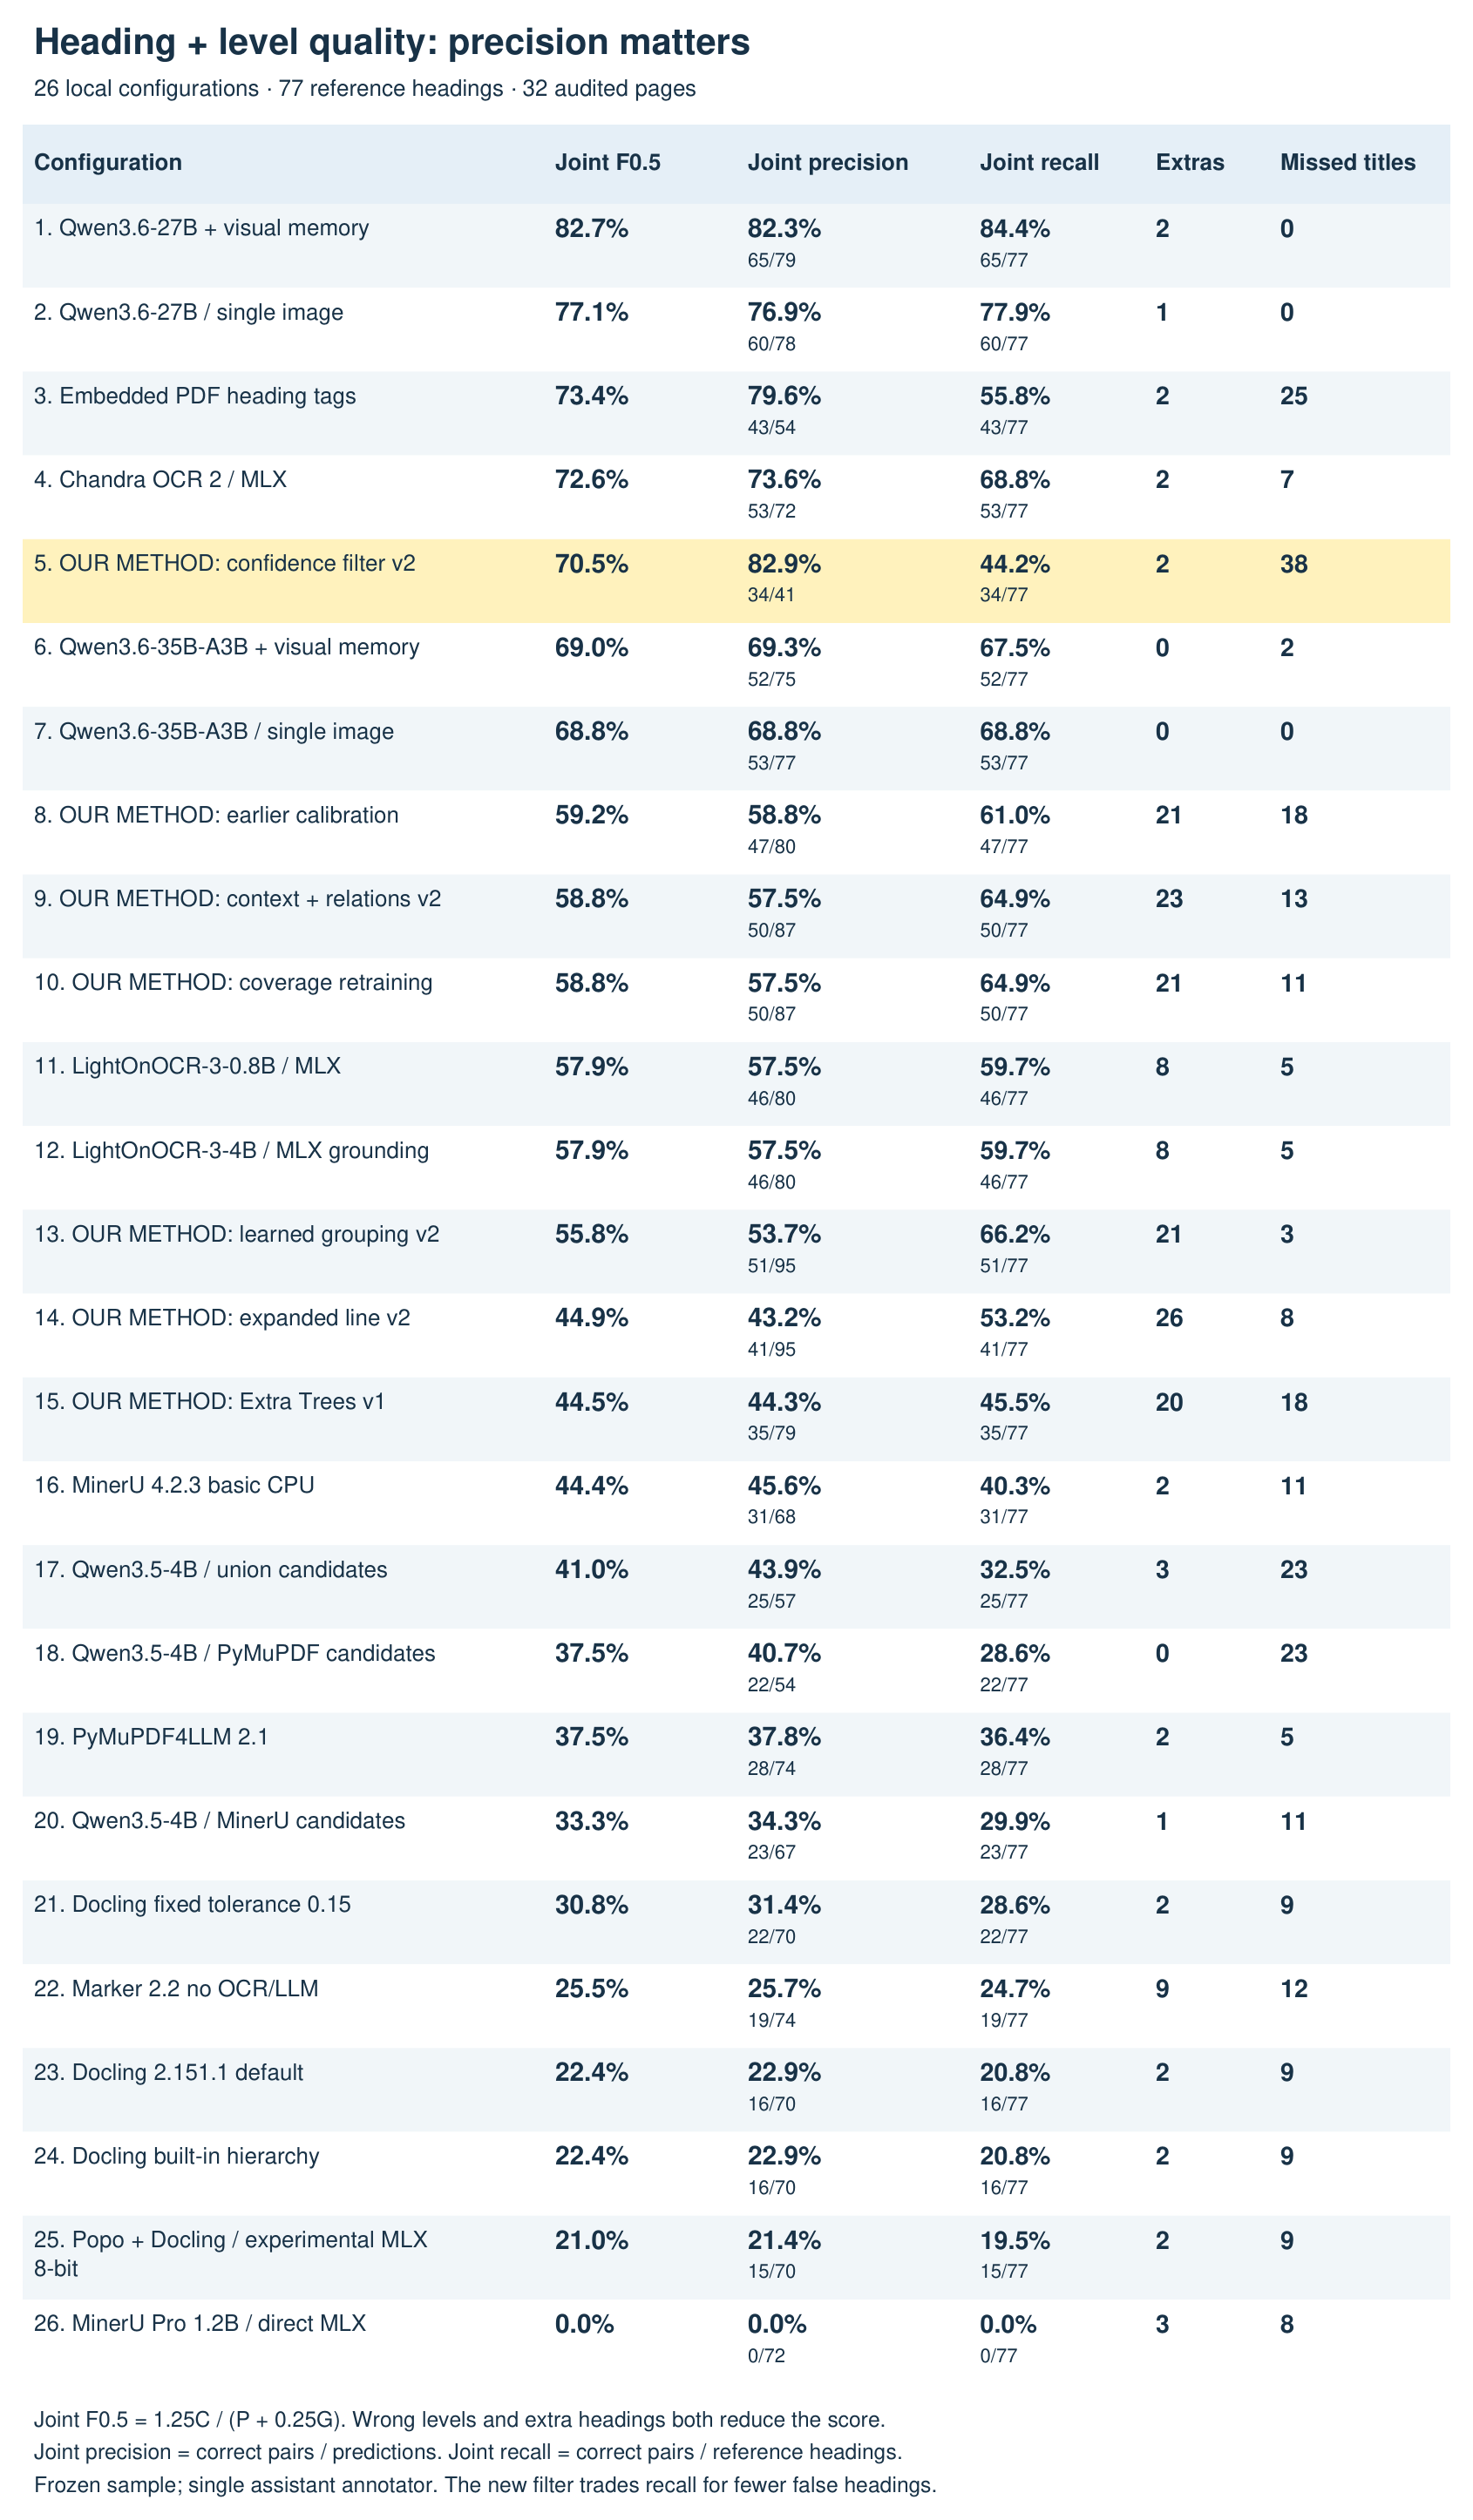 Heading + level quality: precision matters
26 local configurations · 77 reference headings · 32 audited pages
Configuration Joint F0.5 Joint precision Joint recall Extras Missed titles
1. Qwen3.6-27B + visual memory 82.7% 82.3% 84.4% 2 0
65/79 65/77
2. Qwen3.6-27B / single image 77.1% 76.9% 77.9% 1 0
60/78 60/77
3. Embedded PDF heading tags 73.4% 79.6% 55.8% 2 25
43/54 43/77
4. Chandra OCR 2 / MLX 72.6% 73.6% 68.8% 2 7
53/72 53/77
5. OUR METHOD: confidence filter v2 70.5% 82.9% 44.2% 2 38
34/41 34/77
6. Qwen3.6-35B-A3B + visual memory 69.0% 69.3% 67.5% 0 2
52/75 52/77
7. Qwen3.6-35B-A3B / single image 68.8% 68.8% 68.8% 0 0
53/77 53/77
8. OUR METHOD: earlier calibration 59.2% 58.8% 61.0% 21 18
47/80 47/77
9. OUR METHOD: context + relations v2 58.8% 57.5% 64.9% 23 13
50/87 50/77
10. OUR METHOD: coverage retraining 58.8% 57.5% 64.9% 21 11
50/87 50/77
11. LightOnOCR-3-0.8B / MLX 57.9% 57.5% 59.7% 8 5
46/80 46/77
12. LightOnOCR-3-4B / MLX grounding 57.9% 57.5% 59.7% 8 5
46/80 46/77
13. OUR METHOD: learned grouping v2 55.8% 53.7% 66.2% 21 3
51/95 51/77
14. OUR METHOD: expanded line v2 44.9% 43.2% 53.2% 26 8
41/95 41/77
15. OUR METHOD: Extra Trees v1 44.5% 44.3% 45.5% 20 18
35/79 35/77
16. MinerU 4.2.3 basic CPU 44.4% 45.6% 40.3% 2 11
31/68 31/77
17. Qwen3.5-4B / union candidates 41.0% 43.9% 32.5% 3 23
25/57 25/77
18. Qwen3.5-4B / PyMuPDF candidates 37.5% 40.7% 28.6% 0 23
22/54 22/77
19. PyMuPDF4LLM 2.1 37.5% 37.8% 36.4% 2 5
28/74 28/77
20. Qwen3.5-4B / MinerU candidates 33.3% 34.3% 29.9% 1 11
23/67 23/77
21. Docling fixed tolerance 0.15 30.8% 31.4% 28.6% 2 9
22/70 22/77
22. Marker 2.2 no OCR/LLM 25.5% 25.7% 24.7% 9 12
19/74 19/77
23. Docling 2.151.1 default 22.4% 22.9% 20.8% 2 9
16/70 16/77
24. Docling built-in hierarchy 22.4% 22.9% 20.8% 2 9
16/70 16/77
25. Popo + Docling / experimental MLX 21.0% 21.4% 19.5% 2 9
8-bit 15/70 15/77
26. MinerU Pro 1.2B / direct MLX 0.0% 0.0% 0.0% 3 8
0/72 0/77
Joint F0.5 = 1.25C / (P + 0.25G). Wrong levels and extra headings both reduce the score.
Joint precision = correct pairs / predictions. Joint recall = correct pairs / reference headings.
Frozen sample; single assistant annotator. The new filter trades recall for fewer false headings.